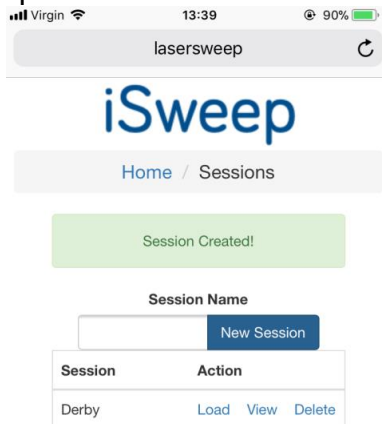 Virgin 13:39 90%
lasersweep
iSweep
Home / Sessions
Session Created!
Session Name
New Session
Session Action
Derby Load View Delete